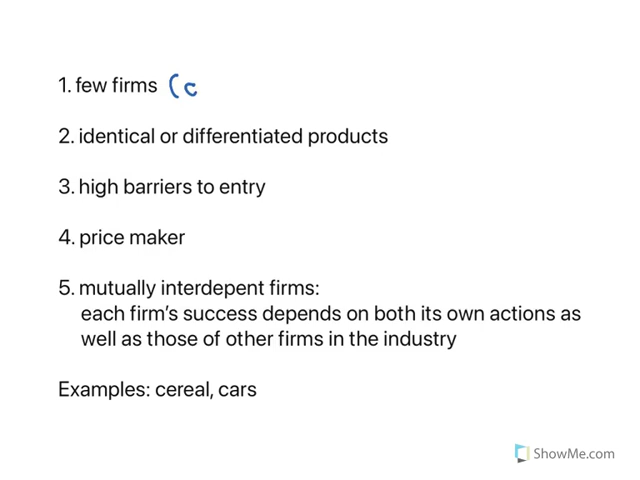 1. few firms (c
2. identical or differentiated products
3. high barriers to entry
4. price maker
5. mutually interdepent firms:
each firm's success depends on both its own actions as
well as those of other firms in the industry
Examples: cereal, cars
ShowMe.com